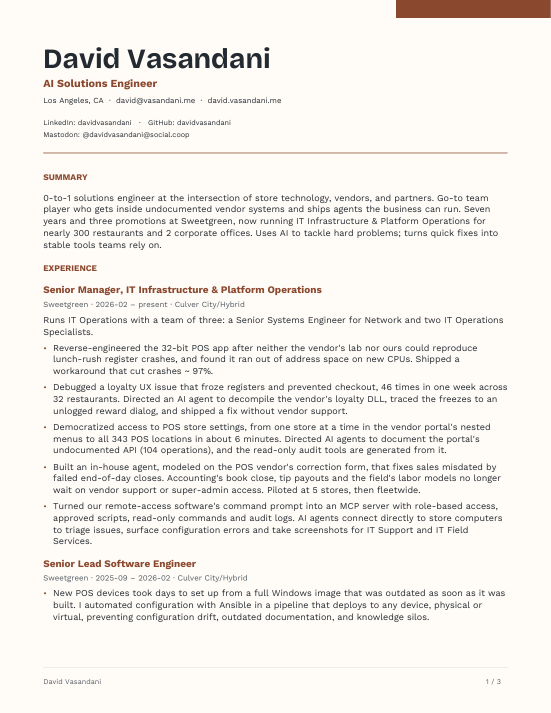 David Vasandani
AI Solutions Engineer
Los Angeles, CA · david@vasandani.me · david.vasandani.me
LinkedIn: davidvasandani · GitHub: davidvasandani
Mastodon: @davidvasandani@social.coop
SUMMARY
0-to-1 solutions engineer at the intersection of store technology, vendors, and partners. Go-to team
player who gets inside undocumented vendor systems and ships agents the business can run. Seven
years and three promotions at Sweetgreen, now running IT Infrastructure & Platform Operations for
nearly 300 restaurants and 2 corporate offices. Uses AI to tackle hard problems; turns quick fixes into
stable tools teams rely on.
EXPERIENCE
Senior Manager, IT Infrastructure & Platform Operations
Sweetgreen · 2026-02 – present · Culver City/Hybrid
Runs IT Operations with a team of three: a Senior Systems Engineer for Network and two IT Operations
Specialists.
• Reverse-engineered the 32-bit POS app after neither the vendor's lab nor ours could reproduce
lunch-rush register crashes, and found it ran out of address space on new CPUs. Shipped a
workaround that cut crashes ~ 97%.
• Debugged a loyalty UX issue that froze registers and prevented checkout, 46 times in one week across
32 restaurants. Directed an AI agent to decompile the vendor's loyalty DLL, traced the freezes to an
unlogged reward dialog, and shipped a fix without vendor support.
• Democratized access to POS store settings, from one store at a time in the vendor portal's nested
menus to all 343 POS locations in about 6 minutes. Directed AI agents to document the portal's
undocumented API (104 operations), and the read-only audit tools are generated from it.
• Built an in-house agent, modeled on the POS vendor's correction form, that fixes sales misdated by
failed end-of-day closes. Accounting's book close, tip payouts and the field's labor models no longer
wait on vendor support or super-admin access. Piloted at 5 stores, then fleetwide.
• Turned our remote-access software's command prompt into an MCP server with role-based access,
approved scripts, read-only commands and audit logs. AI agents connect directly to store computers
to triage issues, surface configuration errors and take screenshots for IT Support and IT Field
Services.
Senior Lead Software Engineer
Sweetgreen · 2025-09 – 2026-02 · Culver City/Hybrid
• New POS devices took days to set up from a full Windows image that was outdated as soon as it was
built. I automated configuration with Ansible in a pipeline that deploys to any device, physical or
virtual, preventing configuration drift, outdated documentation, and knowledge silos.
David Vasandani
1 / 3